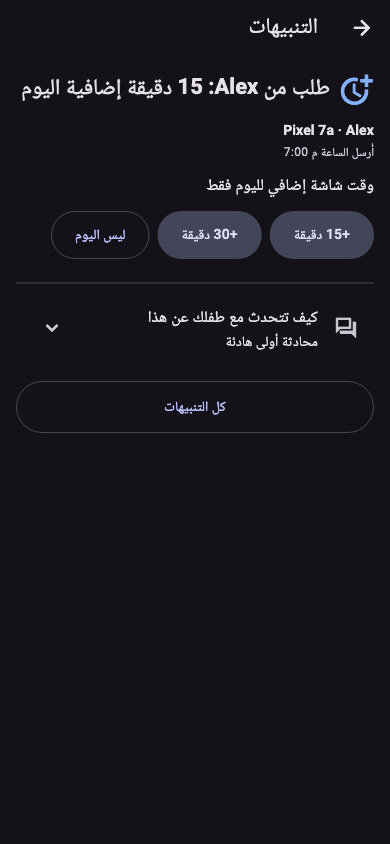 التنبيهات
طلب من Alex: 15 دقيقة إضافية اليوم
Pixel 7a · Alex
أرسل الساعة 7:00 م
وقت شاشة إضافي لليوم فقط
+15 دقيقة
+30 دقيقة
ليس اليوم
كيف تتحدث مع طفلك عن هذا
محادثة أولى هادئة
كل التنبيهات